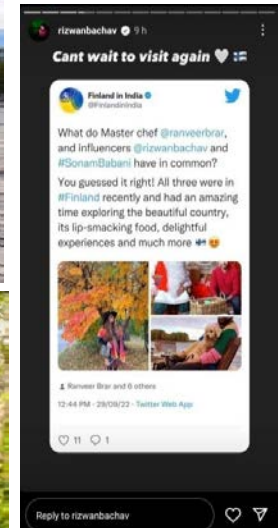 rizwanbachav 9 h
Cant wait to visit again 🤍 🇫🇮
Finland in India
@FinlandinIndia
What do Master chef @ranveerbrar,
and influencers @rizwanbachav and
#SonamBabani have in common?
You guessed it right! All three were in
#Finland recently and had an amazing
time exploring the beautiful country,
its lip-smacking food, delightful
experiences and much more 🇫🇮 😍
Ranveer Brar and 6 others
12:44 PM · 29/09/22 · Twitter Web App
11 1
Reply to rizwanbachav